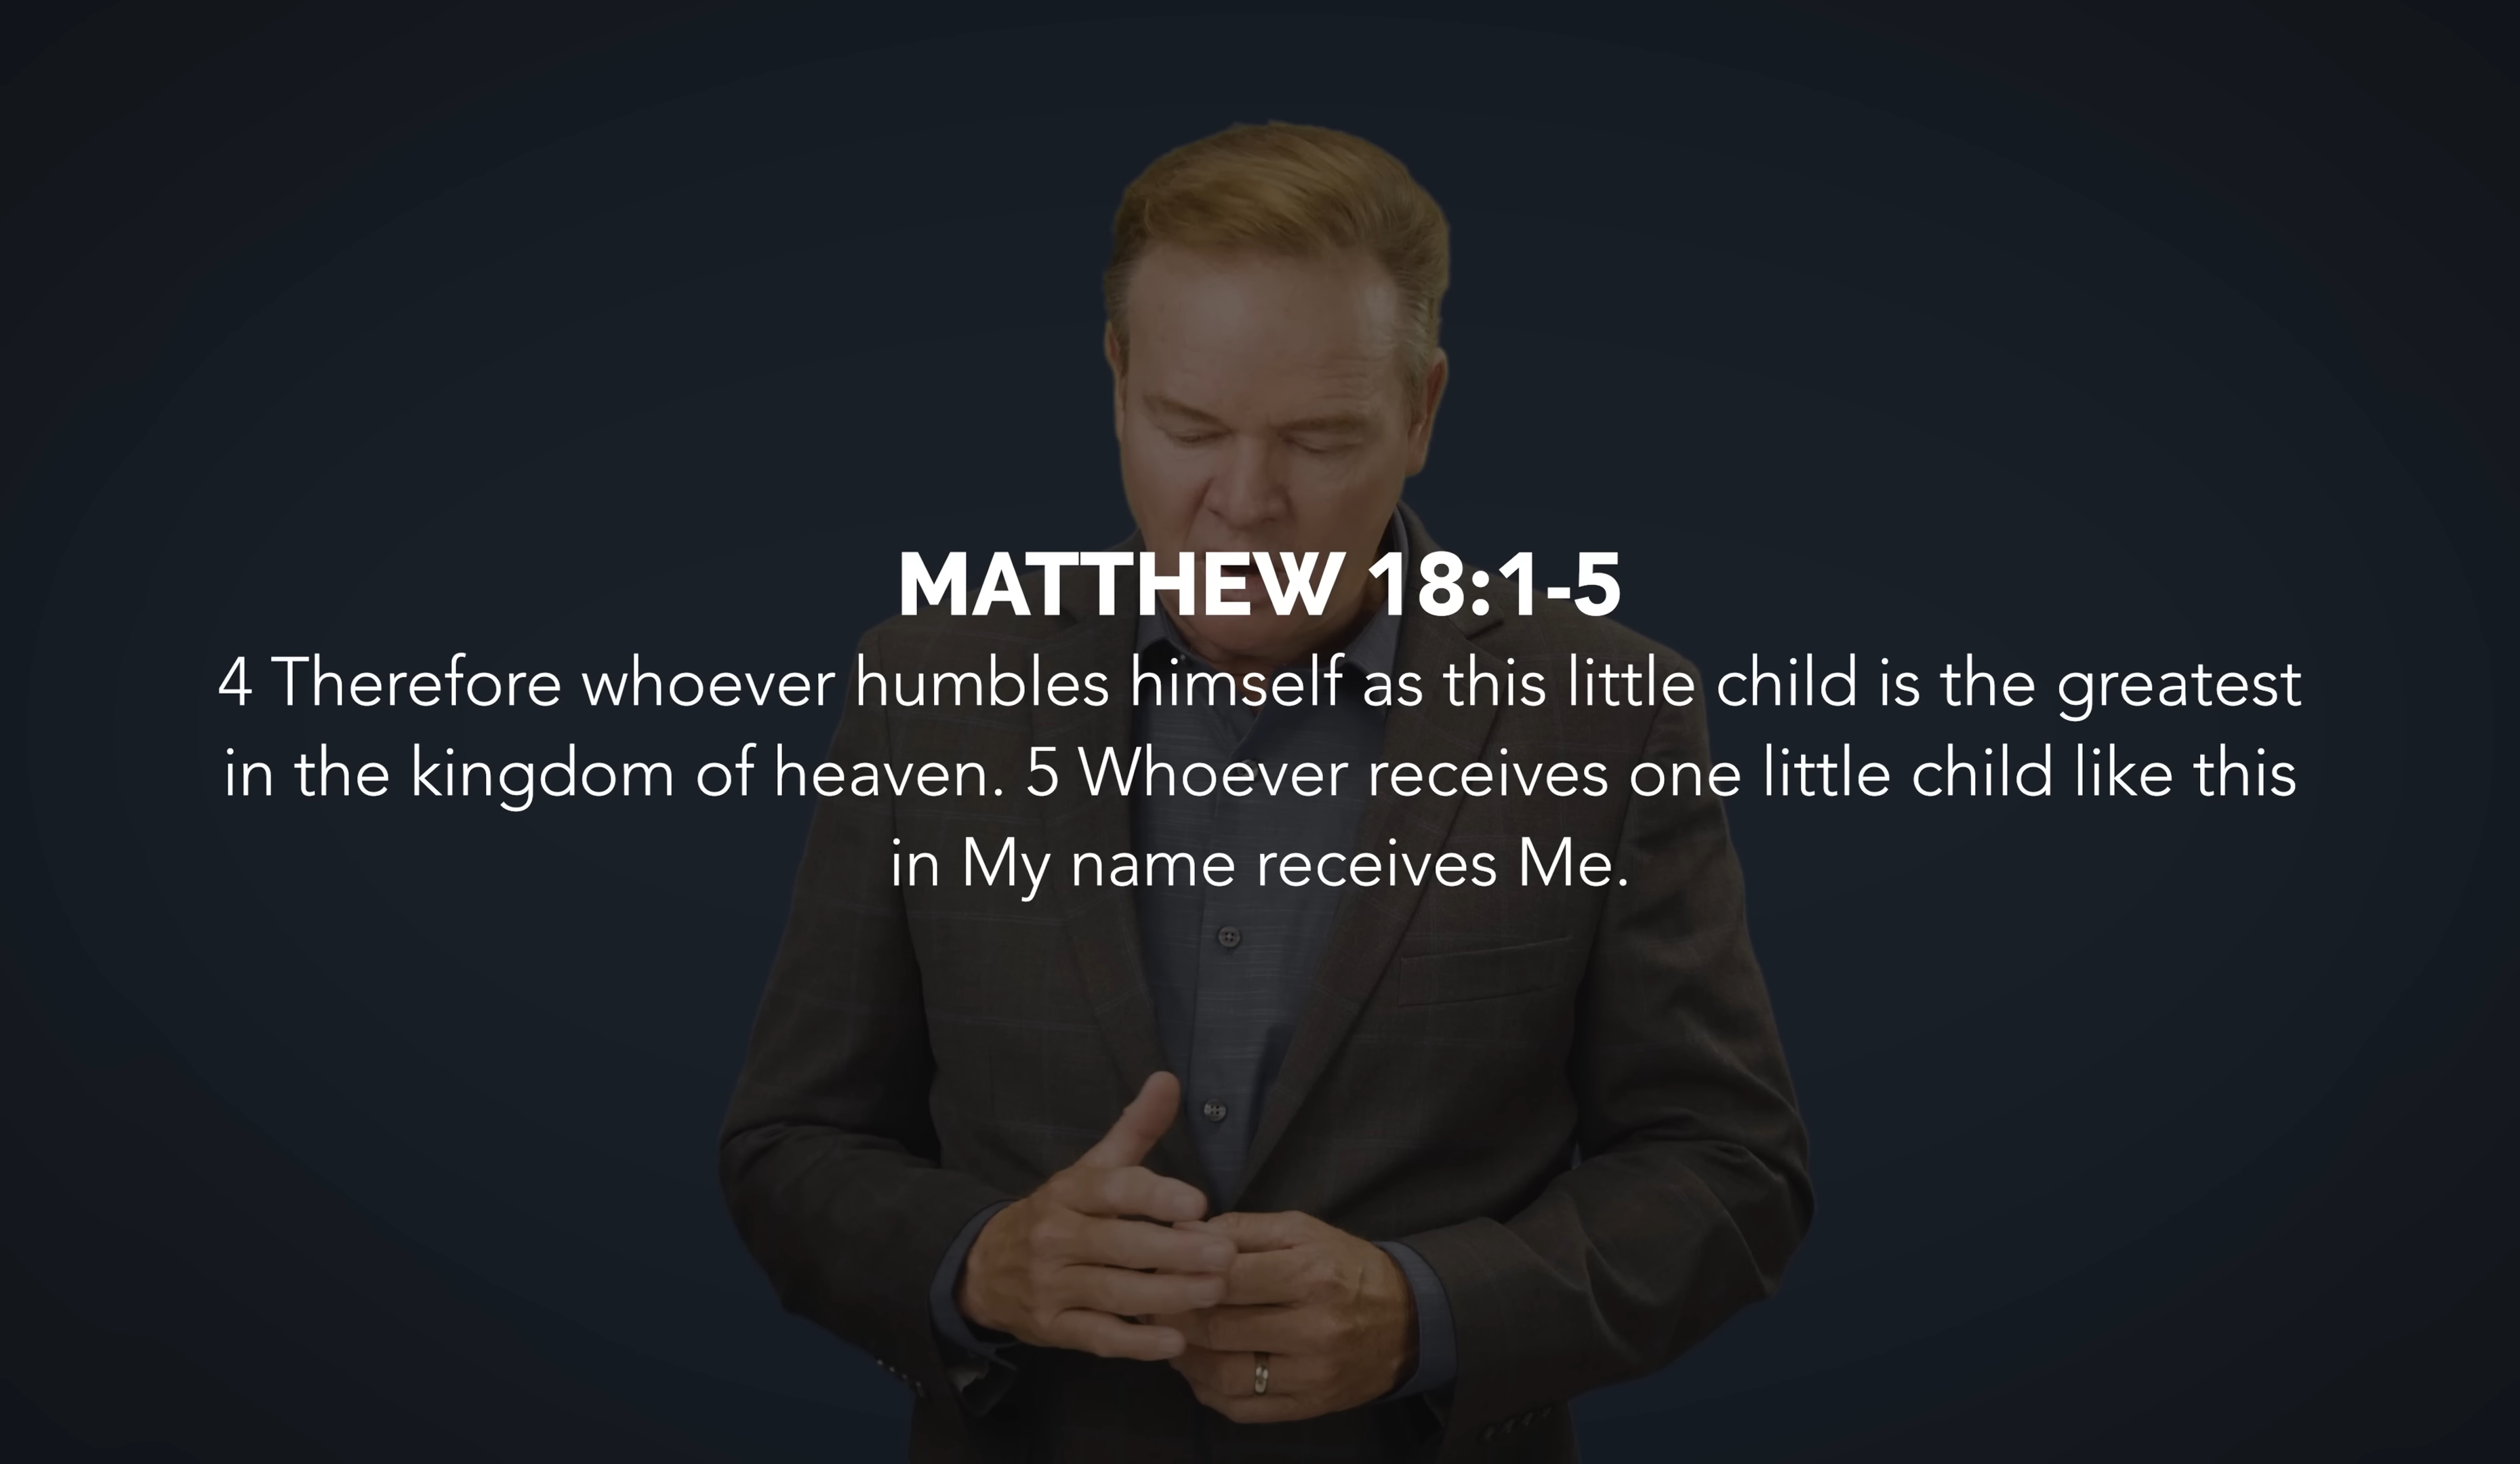 MATTHEW 18:1-5
4 Therefore whoever humbles himself as this little child is the greatest
in the kingdom of heaven. 5 Whoever receives one little child like this
in My name receives Me.